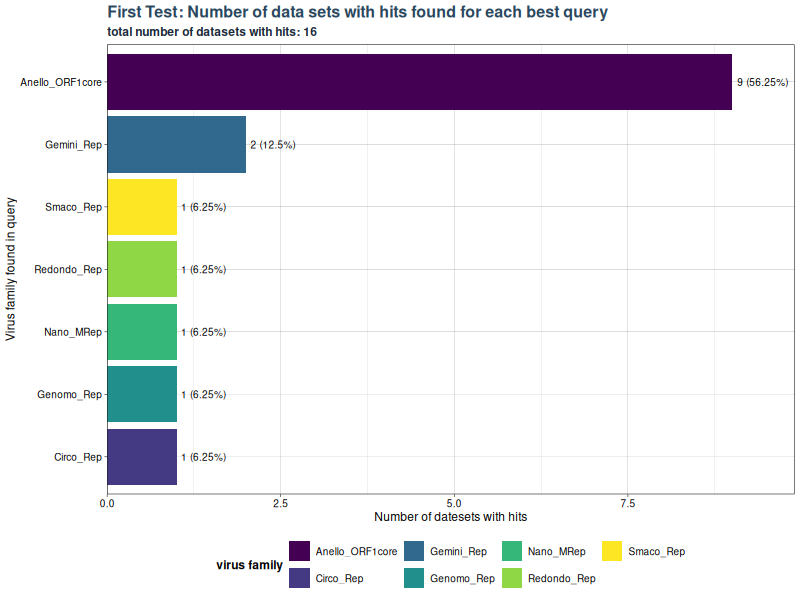 First Test: Number of data sets with hits found for each best query
total number of datasets with hits: 16
Virus family found in query
Anello_ORF1core
9 (56.25%)
Gemini_Rep
2 (12.5%)
Smaco_Rep
1 (6.25%)
Redondo_Rep
1 (6.25%)
Nano_MRep
1 (6.25%)
Genomo_Rep
1 (6.25%)
Circo_Rep
1 (6.25%)
0.0 2.5 5.0 7.5
Number of datesets with hits
virus family
Anello_ORF1core Gemini_Rep Nano_MRep Smaco_Rep
Circo_Rep Genomo_Rep Redondo_Rep